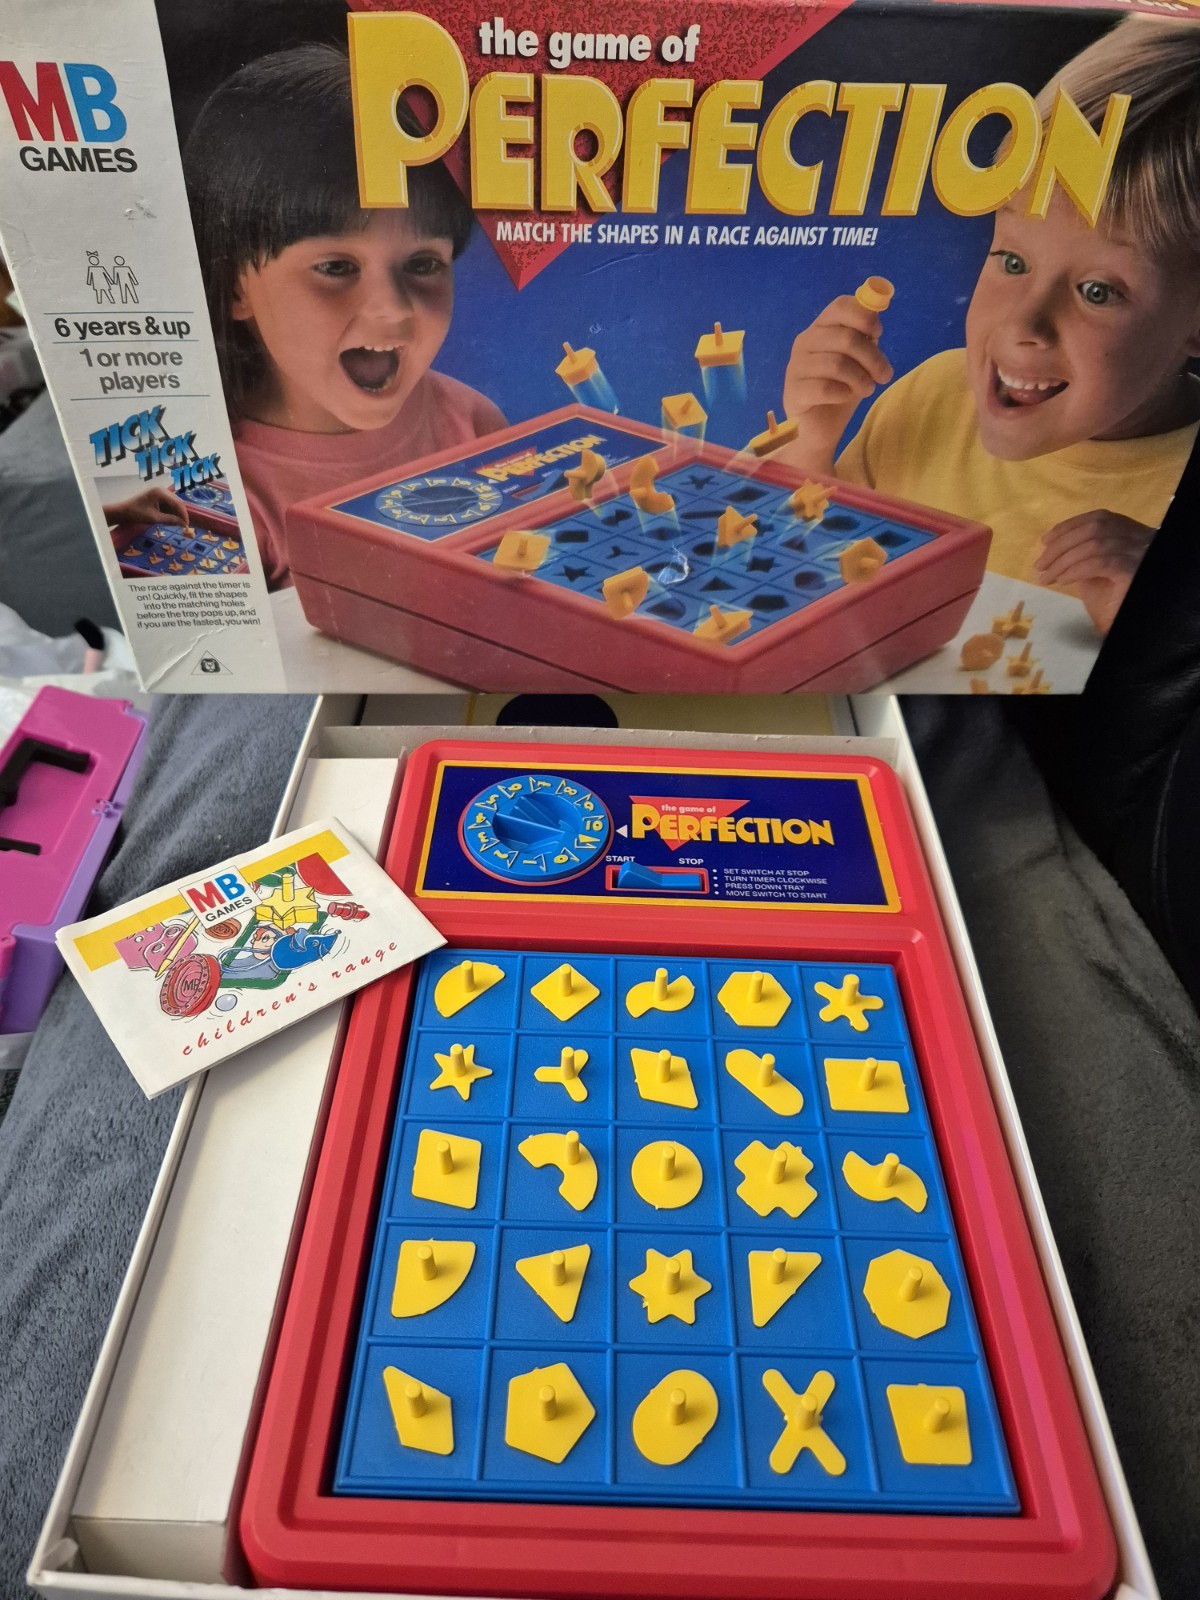 MB
GAMES
the game of
PERFECTION
MATCH THE SHAPES IN A RACE AGAINST TIME!
6 years & up
1 or more
players
TICK
TICK
TICK
The race against the timer is
on! Quickly, fit the shapes
into the matching holes
before the tray pops up, and
if you are the fastest, you win!
PERFECTION
the game of
PERFECTION
START STOP
• SET SWITCH AT STOP
• TURN TIMER CLOCKWISE
• PRESS DOWN TRAY
• MOVE SWITCH TO START
MB
GAMES
MB
children's range